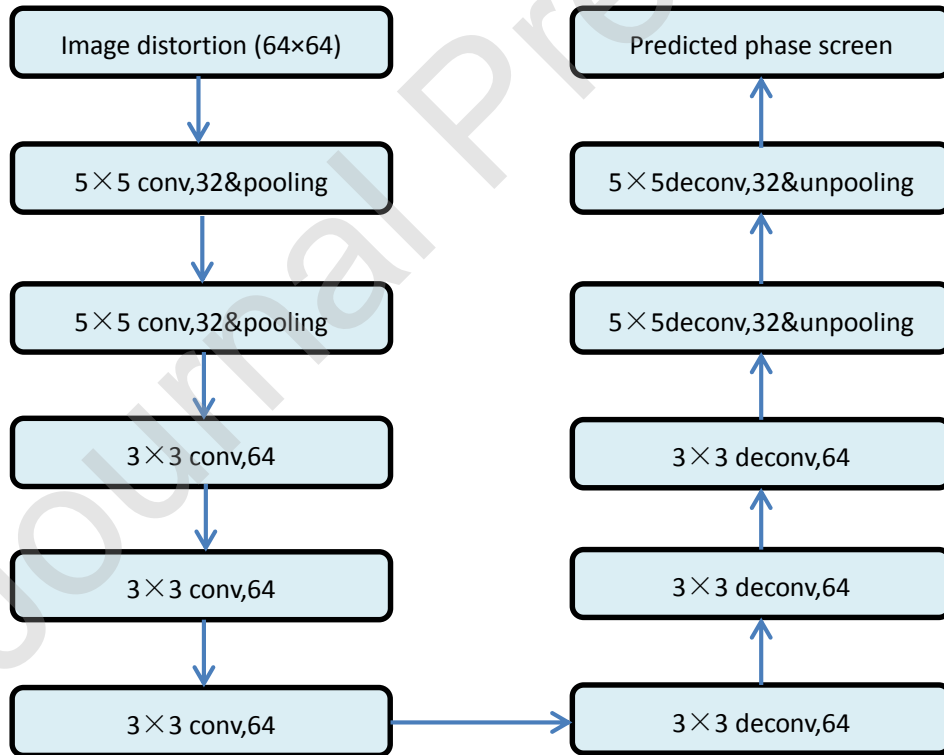 Image distortion (64×64)
5×5 conv,32&pooling
5×5 conv,32&pooling
3×3 conv,64
3×3 conv,64
3×3 conv,64
Predicted phase screen
5×5deconv,32&unpooling
5×5deconv,32&unpooling
3×3 deconv,64
3×3 deconv,64
3×3 deconv,64
Journal Pre